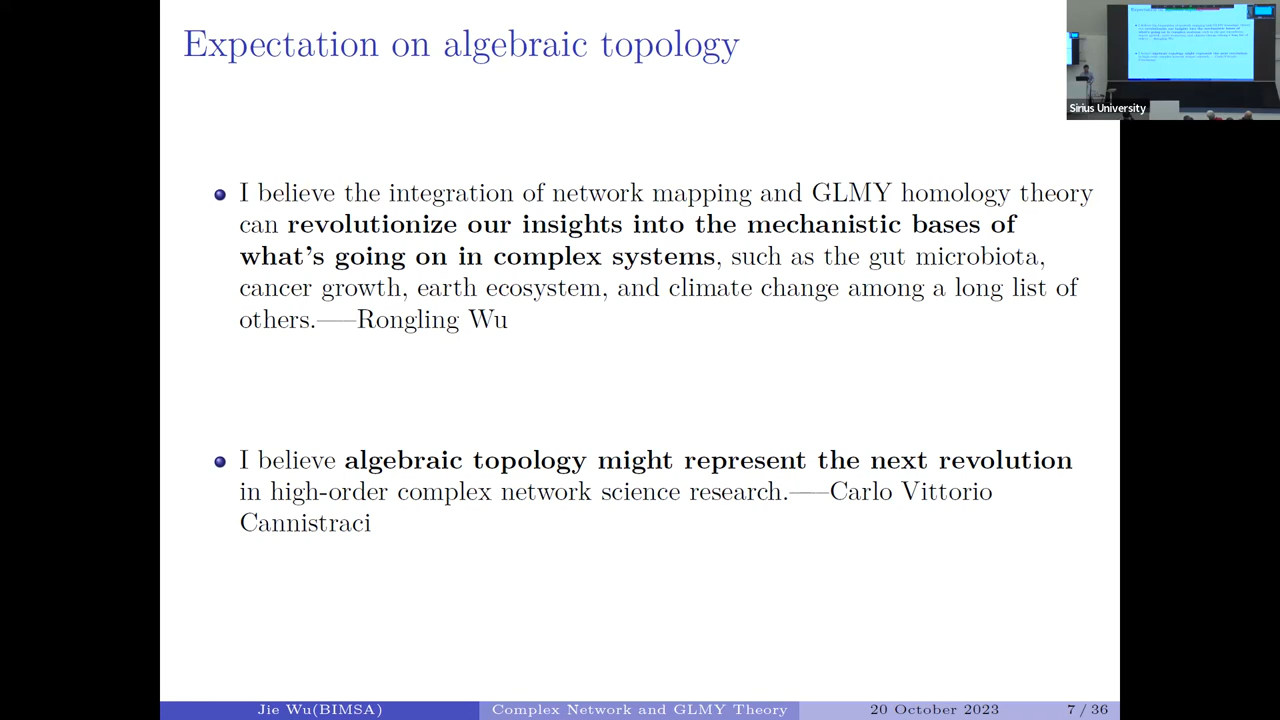 Expectation on algebraic topology
Sirius University
I believe the integration of network mapping and GLMY homology theory
can revolutionize our insights into the mechanistic bases of
what's going on in complex systems, such as the gut microbiota,
cancer growth, earth ecosystem, and climate change among a long list of
others.——Rongling Wu
I believe algebraic topology might represent the next revolution
in high-order complex network science research.——Carlo Vittorio
Cannistraci
Jie Wu(BIMSA)
Complex Network and GLMY Theory
20 October 2023
7 / 36